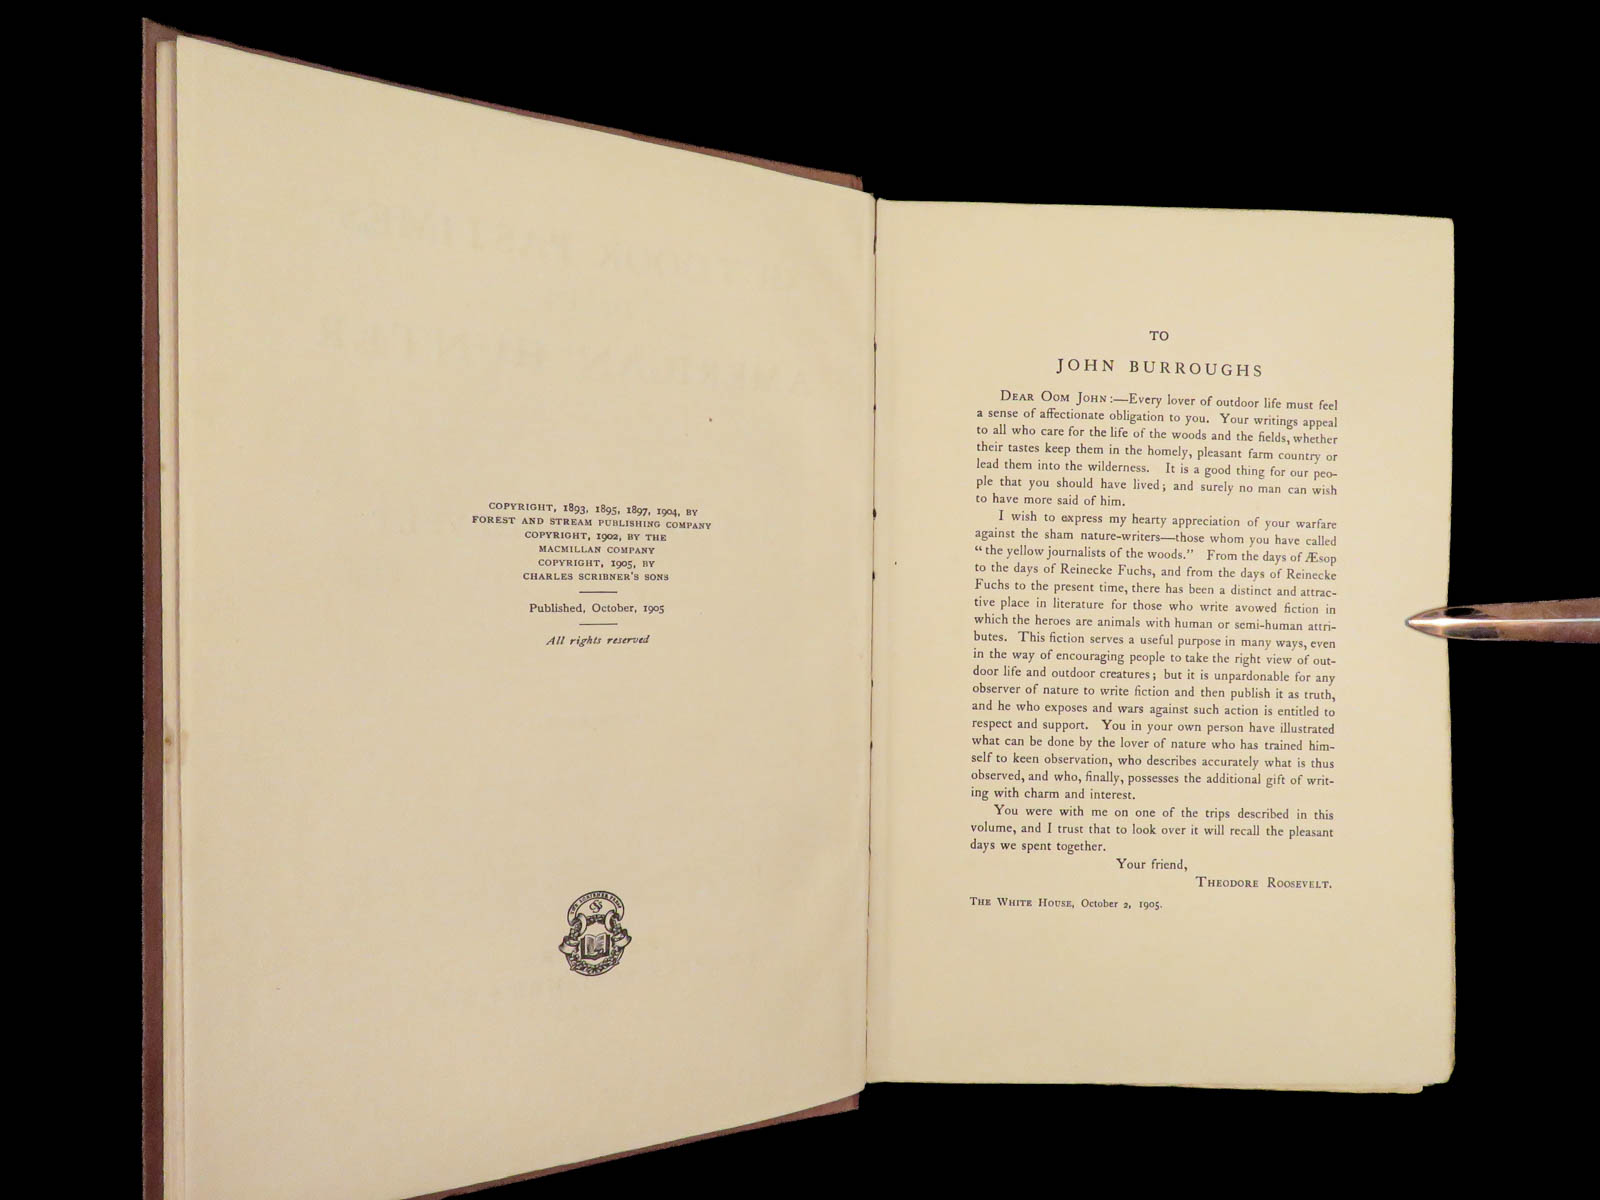 COPYRIGHT, 1893, 1895, 1897, 1904, BY
FOREST AND STREAM PUBLISHING COMPANY
COPYRIGHT, 1902, BY THE
MACMILLAN COMPANY
COPYRIGHT, 1905, BY
CHARLES SCRIBNER'S SONS
Published, October, 1905
All rights reserved
TO
JOHN BURROUGHS
DEAR OOM JOHN:—Every lover of outdoor life must feel
a sense of affectionate obligation to you. Your writings appeal
to all who care for the life of the woods and the fields, whether
their tastes keep them in the homely, pleasant farm country or
lead them into the wilderness. It is a good thing for our peo-
ple that you should have lived; and surely no man can wish
to have more said of him.
I wish to express my hearty appreciation of your warfare
against the sham nature-writers—those whom you have called
"the yellow journalists of the woods." From the days of Æsop
to the days of Reinecke Fuchs, and from the days of Reinecke
Fuchs to the present time, there has been a distinct and attrac-
tive place in literature for those who write avowed fiction in
which the heroes are animals with human or semi-human attri-
butes. This fiction serves a useful purpose in many ways, even
in the way of encouraging people to take the right view of out-
door life and outdoor creatures; but it is unpardonable for any
observer of nature to write fiction and then publish it as truth,
and he who exposes and wars against such action is entitled to
respect and support. You in your own person have illustrated
what can be done by the lover of nature who has trained him-
self to keen observation, who describes accurately what is thus
observed, and who, finally, possesses the additional gift of writ-
ing with charm and interest.
You were with me on one of the trips described in this
volume, and I trust that to look over it will recall the pleasant
days we spent together.
Your friend,
THEODORE ROOSEVELT.
THE WHITE HOUSE, October 2, 1905.